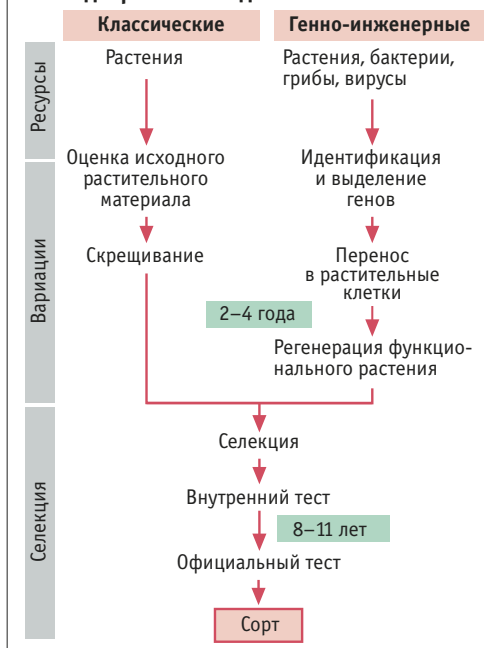 Классические
Генно-инженерные
Ресурсы
Растения
Растения, бактерии,
грибы, вирусы
Вариации
Оценка исходного
растительного
материала
Идентификация
и выделение
генов
Скрещивание
Перенос
в растительные
клетки
2–4 года
Регенерация функцио-
нального растения
Селекция
Селекция
Внутренний тест
8–11 лет
Официальный тест
Сорт